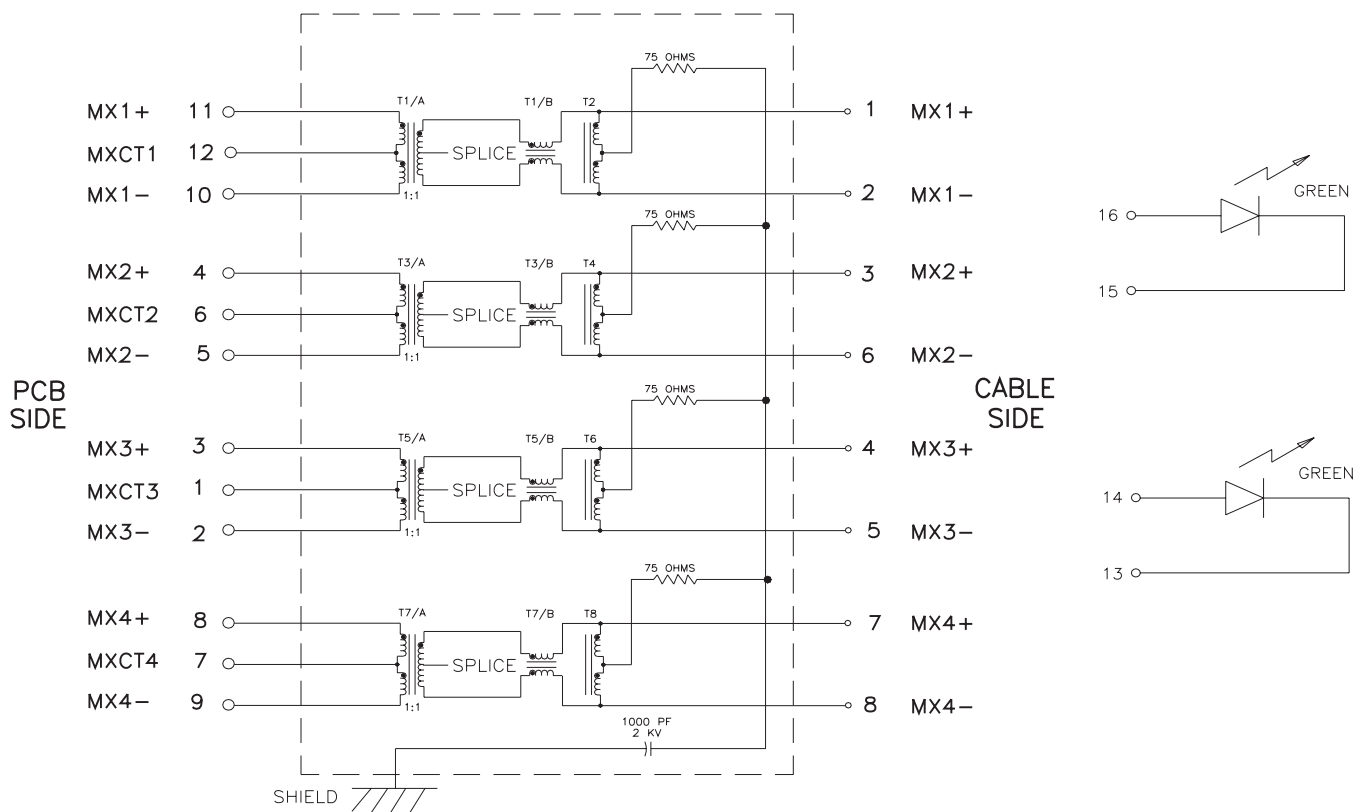 75 OHMS
T1/A T1/B T2
MX1+ 11 1 MX1+
MXCT1 12 SPLICE
MX1- 10 2 MX1-
1:1
GREEN
16
15
75 OHMS
T3/A T3/B T4
MX2+ 4 3 MX2+
MXCT2 6 SPLICE
MX2- 5 6 MX2-
1:1
PCB
SIDE
CABLE
SIDE
75 OHMS
T5/A T5/B T6
MX3+ 3 4 MX3+
MXCT3 1 SPLICE
MX3- 2 5 MX3-
1:1
GREEN
14
13
75 OHMS
T7/A T7/B T8
MX4+ 8 7 MX4+
MXCT4 7 SPLICE
MX4- 9 8 MX4-
1:1
1000 PF
2 KV
SHIELD